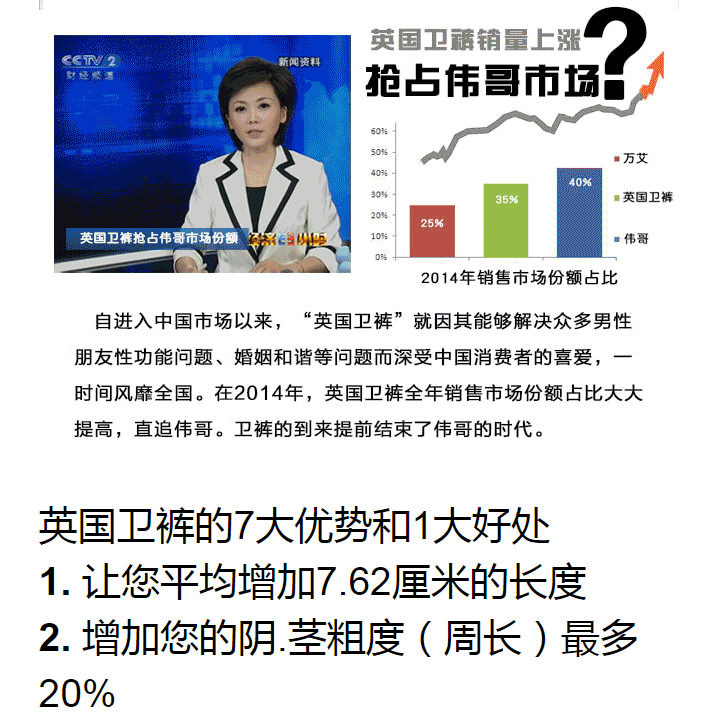 CCTV 2
财经频道
新闻资料
英国卫裤抢占伟哥市场份额
英国卫裤销量上涨
抢占伟哥市场?
60%
50%
40%
30%
20%
10%
0%
25%
35%
40%
万艾
英国卫裤
伟哥
2014年销售市场份额占比
自进入中国市场以来，“英国卫裤”就因其能够解决众多男性
朋友性功能问题、婚姻和谐等问题而深受中国消费者的喜爱，一
时间风靡全国。在2014年，英国卫裤全年销售市场份额占比大大
提高，直追伟哥。卫裤的到来提前结束了伟哥的时代。
英国卫裤的7大优势和1大好处
1. 让您平均增加7.62厘米的长度
2. 增加您的阴.茎粗度（周长）最多
20%